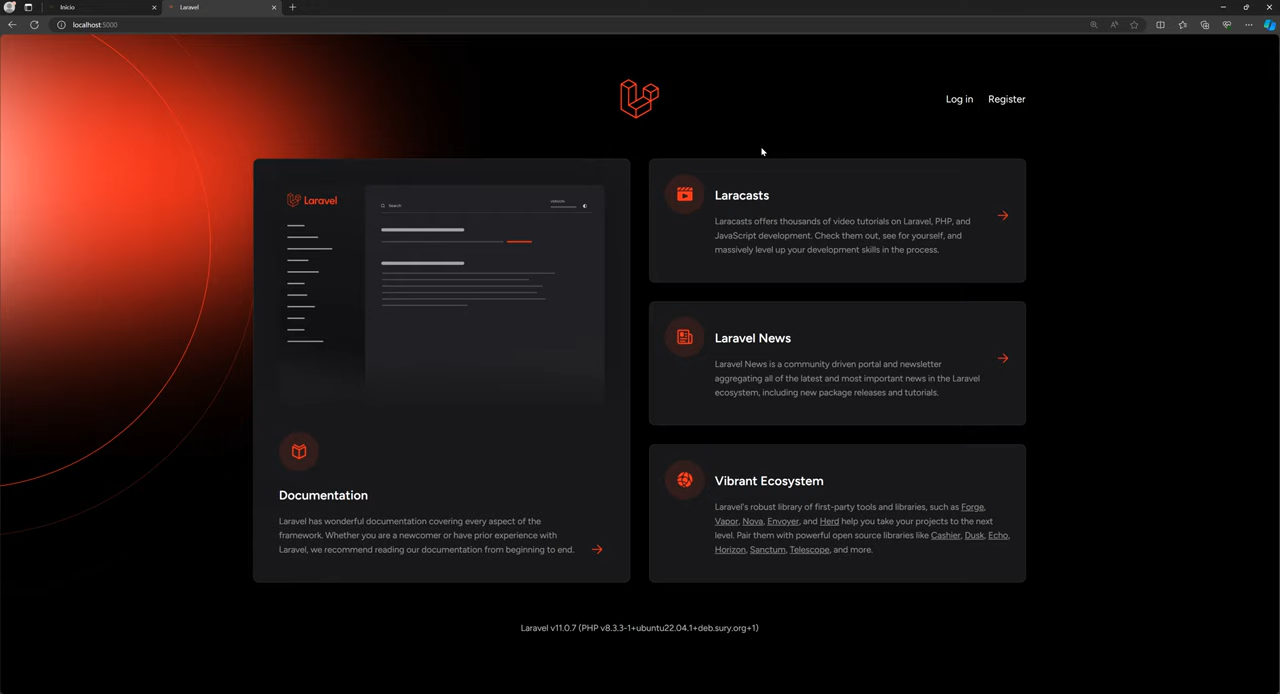 Inicio
Laravel
localhost:5000
Log in
Register
Laravel
Search
Documentation
Laravel has wonderful documentation covering every aspect of the
framework. Whether you are a newcomer or have prior experience with
Laravel, we recommend reading our documentation from beginning to end.
Laracasts
Laracasts offers thousands of video tutorials on Laravel, PHP, and
JavaScript development. Check them out, see for yourself, and
massively level up your development skills in the process.
Laravel News
Laravel News is a community driven portal and newsletter
aggregating all of the latest and most important news in the Laravel
ecosystem, including new package releases and tutorials.
Vibrant Ecosystem
Laravel's robust library of first-party tools and libraries, such as Forge,
Vapor, Nova, Envoyer, and Herd help you take your projects to the next
level. Pair them with powerful open source libraries like Cashier, Dusk, Echo,
Horizon, Sanctum, Telescope, and more.
Laravel v11.0.7 (PHP v8.3.3-1+ubuntu22.04.1+deb.sury.org+1)